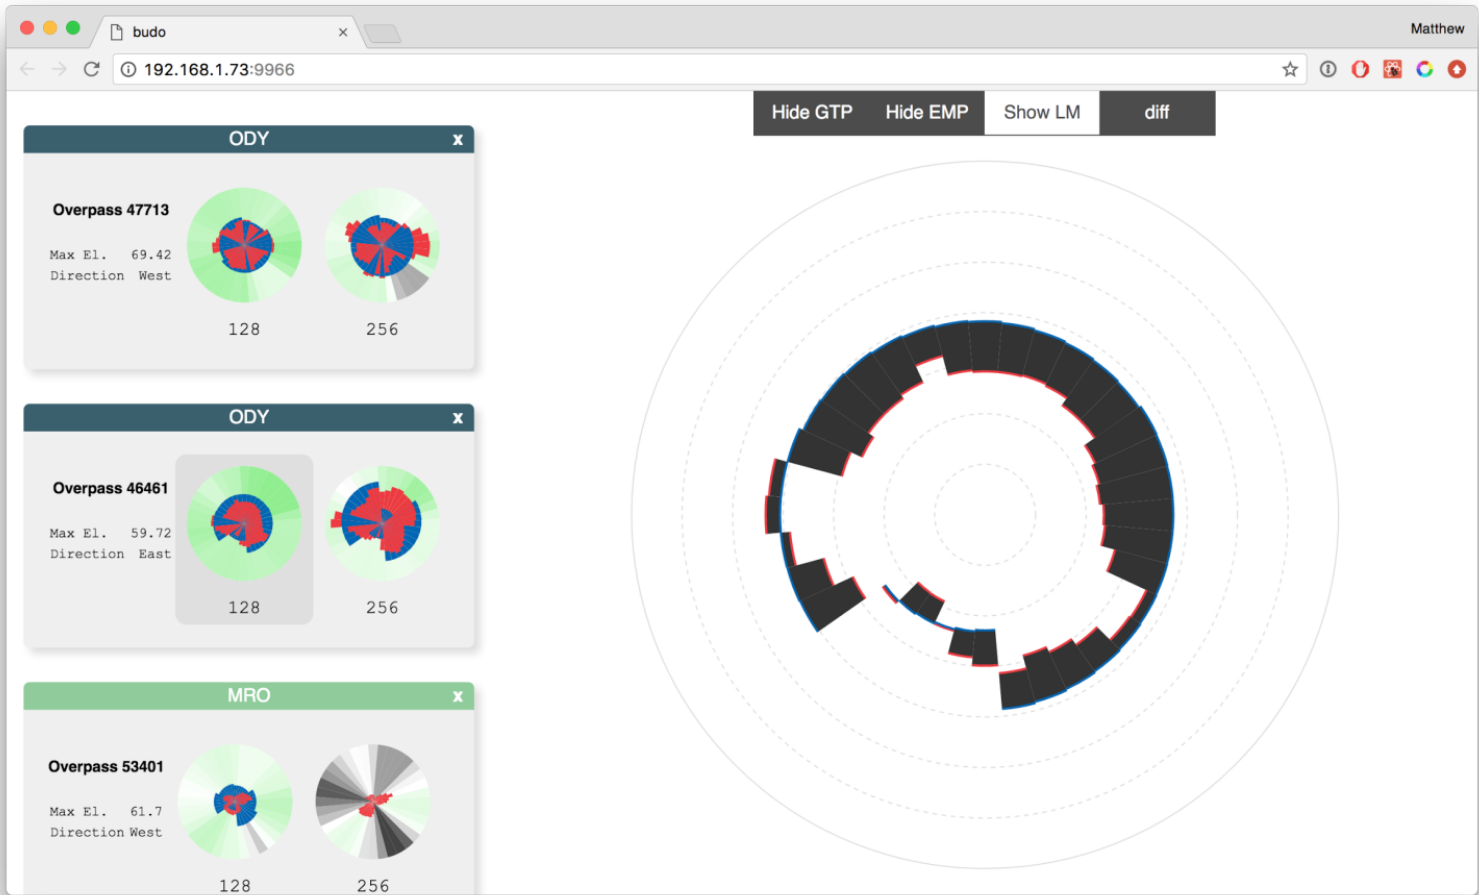 budo
Matthew
192.168.1.73:9966
Hide GTP Hide EMP Show LM diff
ODY x
Overpass 47713
Max El. 69.42
Direction West
128 256
ODY x
Overpass 46461
Max El. 59.72
Direction East
128 256
MRO x
Overpass 53401
Max El. 61.7
Direction West
128 256